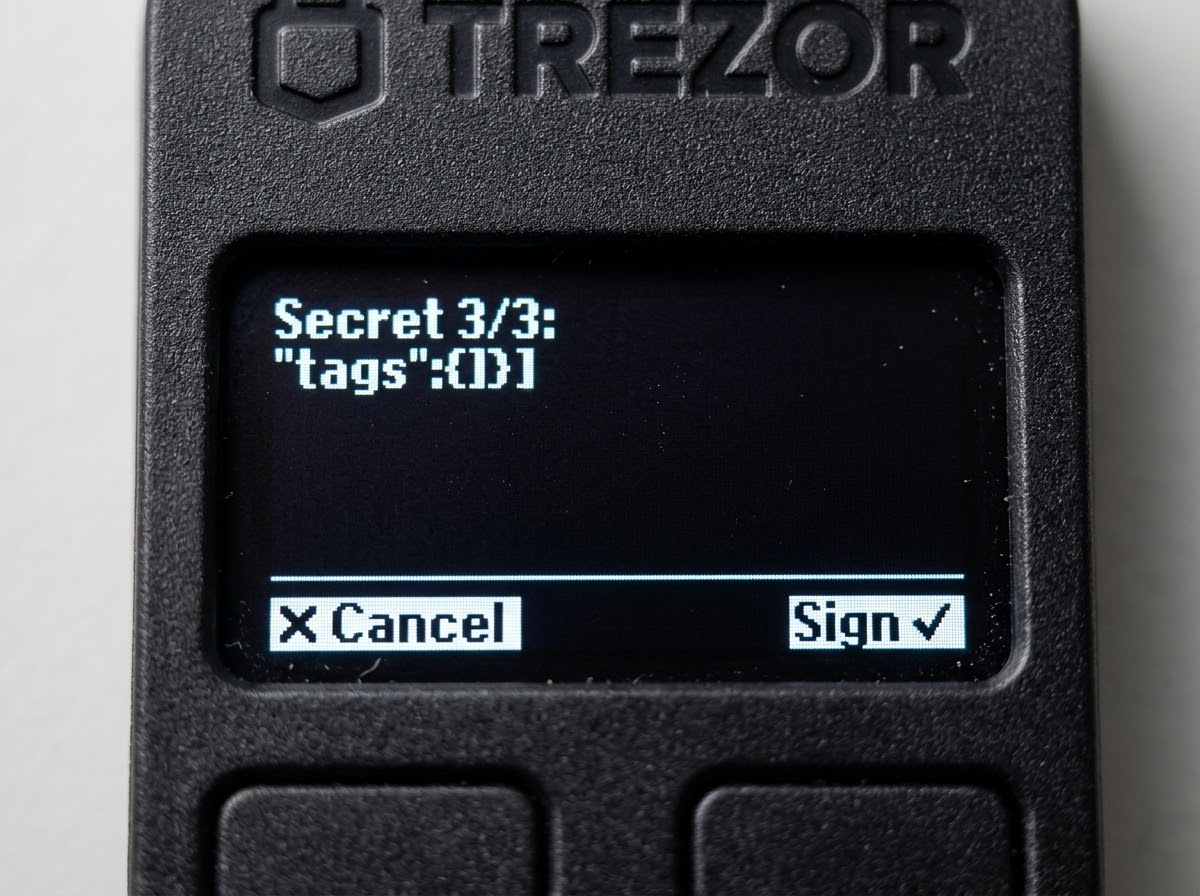 TREZOR
Secret 3/3:
"tags":{]}]
✕ Cancel
Sign ✓